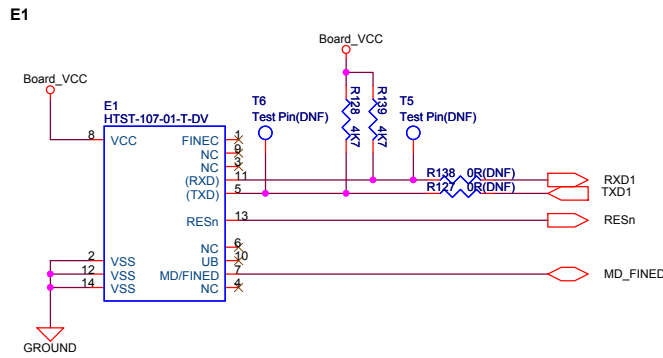 E1
Board_VCC
Board_VCC
E1
HTST-107-01-T-DV
T6
Test Pin(DNF)
R128 4K7
R139 4K7
T5
Test Pin(DNF)
8 VCC
FINEC 1
NC 9
NC 3
(RXD) 11
R138 0R(DNF)
RXD1
(TXD) 5
R127 0R(DNF)
TXD1
RESn 13
RESn
2 VSS
12 VSS
14 VSS
NC 6
UB 10
MD/FINED 7
MD_FINED
NC 4
GROUND